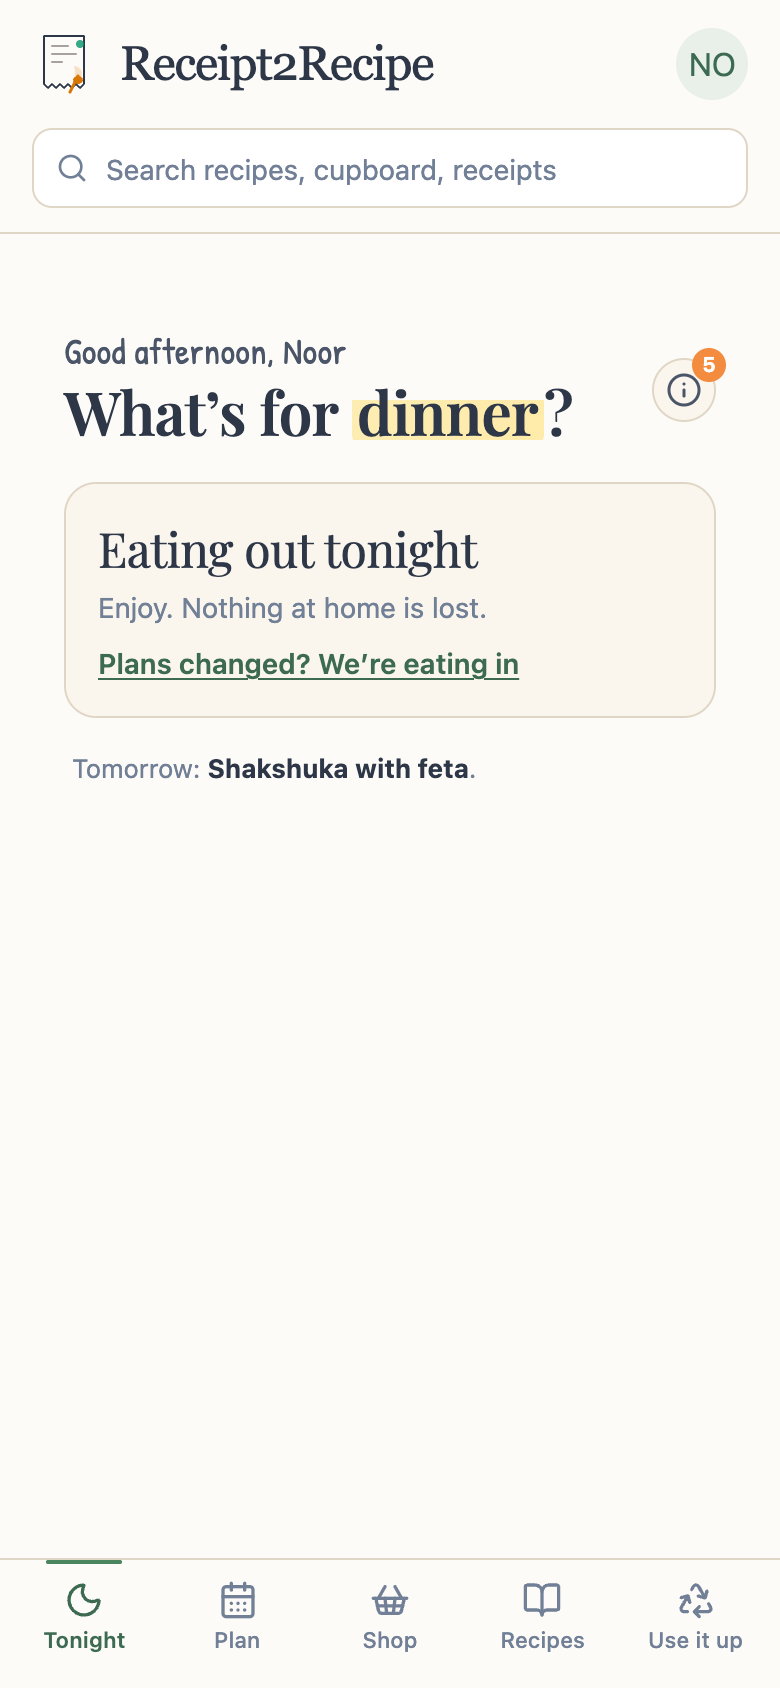 Receipt2Recipe
NO
Search recipes, cupboard, receipts
Good afternoon, Noor
What’s for dinner?
5
Eating out tonight
Enjoy. Nothing at home is lost.
Plans changed? We’re eating in
Tomorrow: Shakshuka with feta.
Tonight
Plan
Shop
Recipes
Use it up